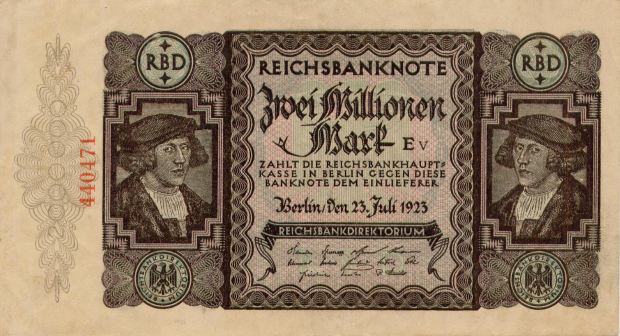 RBD
RBD
REICHSBANKNOTE
Zwei Millionen
Mark
EV
ZAHLT DIE REICHSBANKHAUPT-
KASSE IN BERLIN GEGEN DIESE
BANKNOTE DEM EINLIEFERER
Berlin, den 23. Juli 1923
REICHSBANKDIREKTORIUM
440471